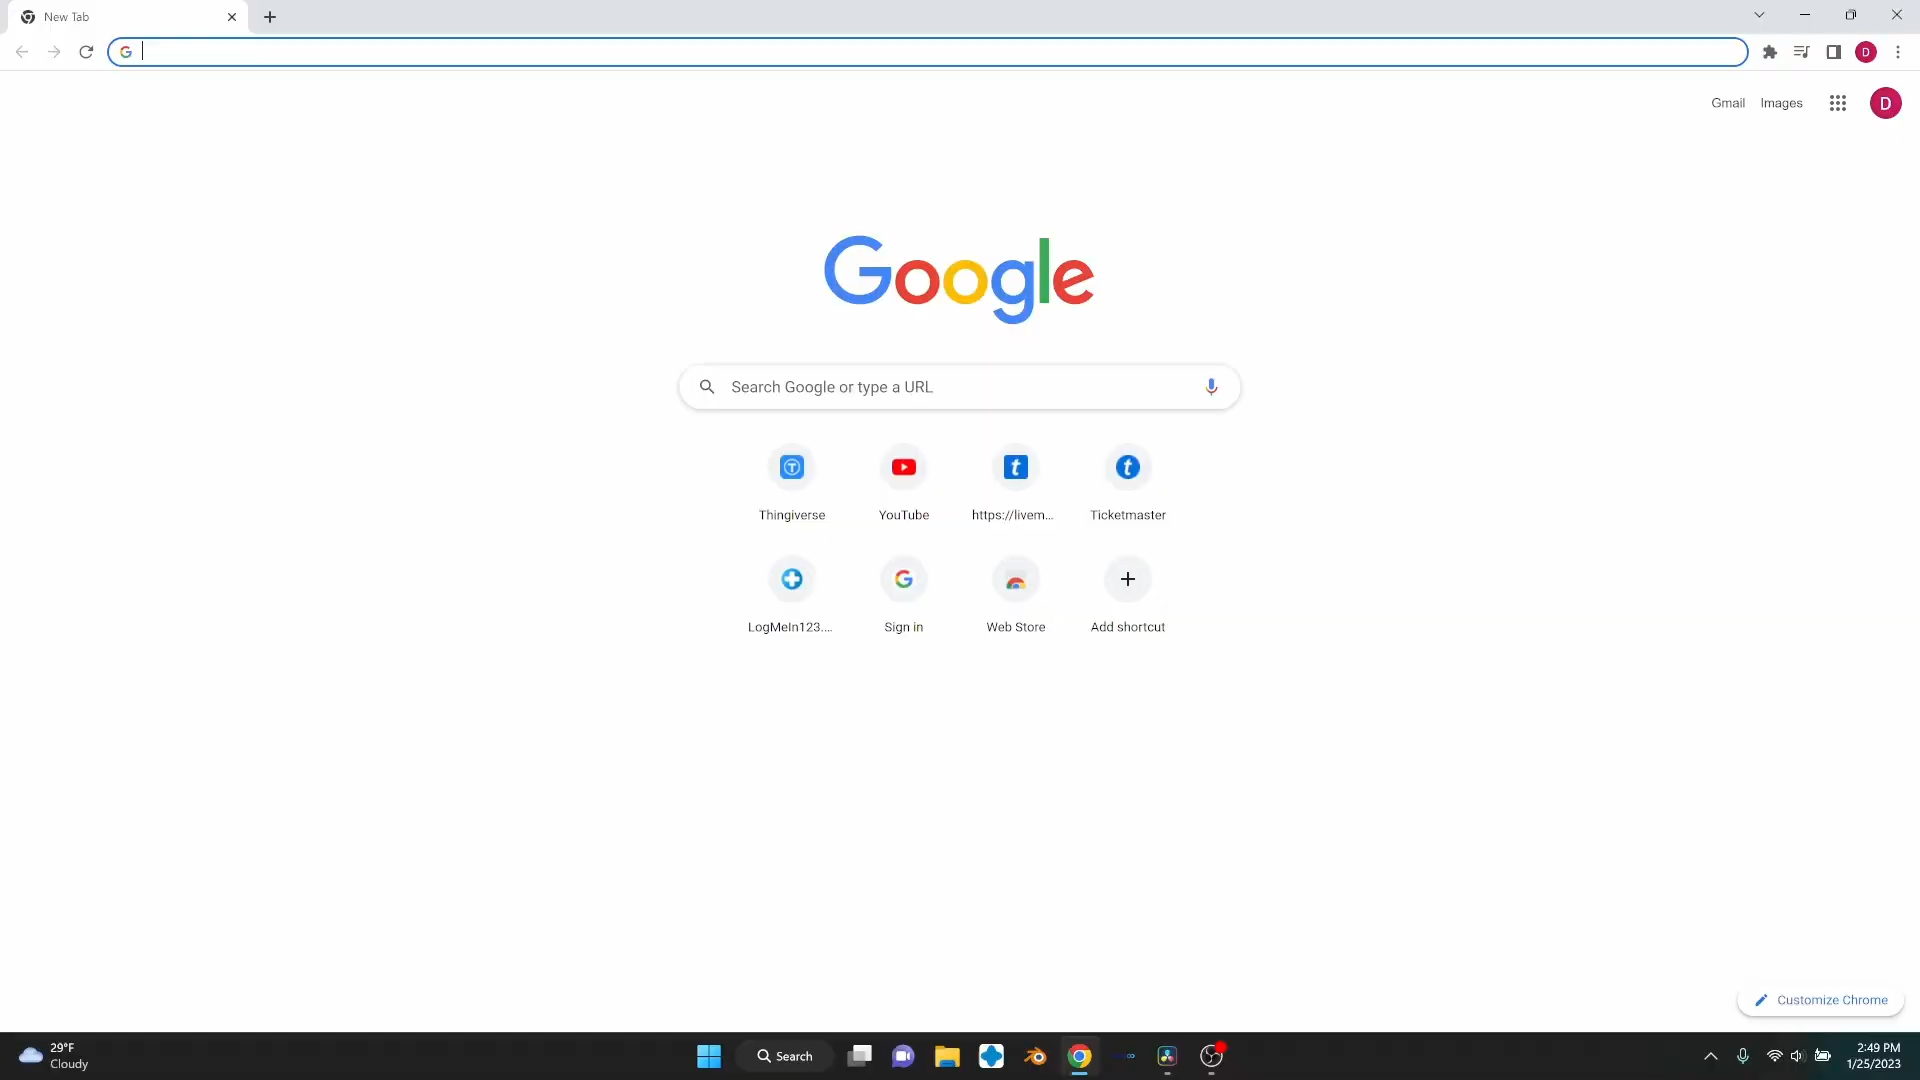 New Tab
Gmail Images
D
Google
Search Google or type a URL
Thingiverse YouTube https://livem... Ticketmaster
LogMeIn123.... Sign in Web Store Add shortcut
Customize Chrome
29°F
Cloudy
Search
2:49 PM
1/25/2023